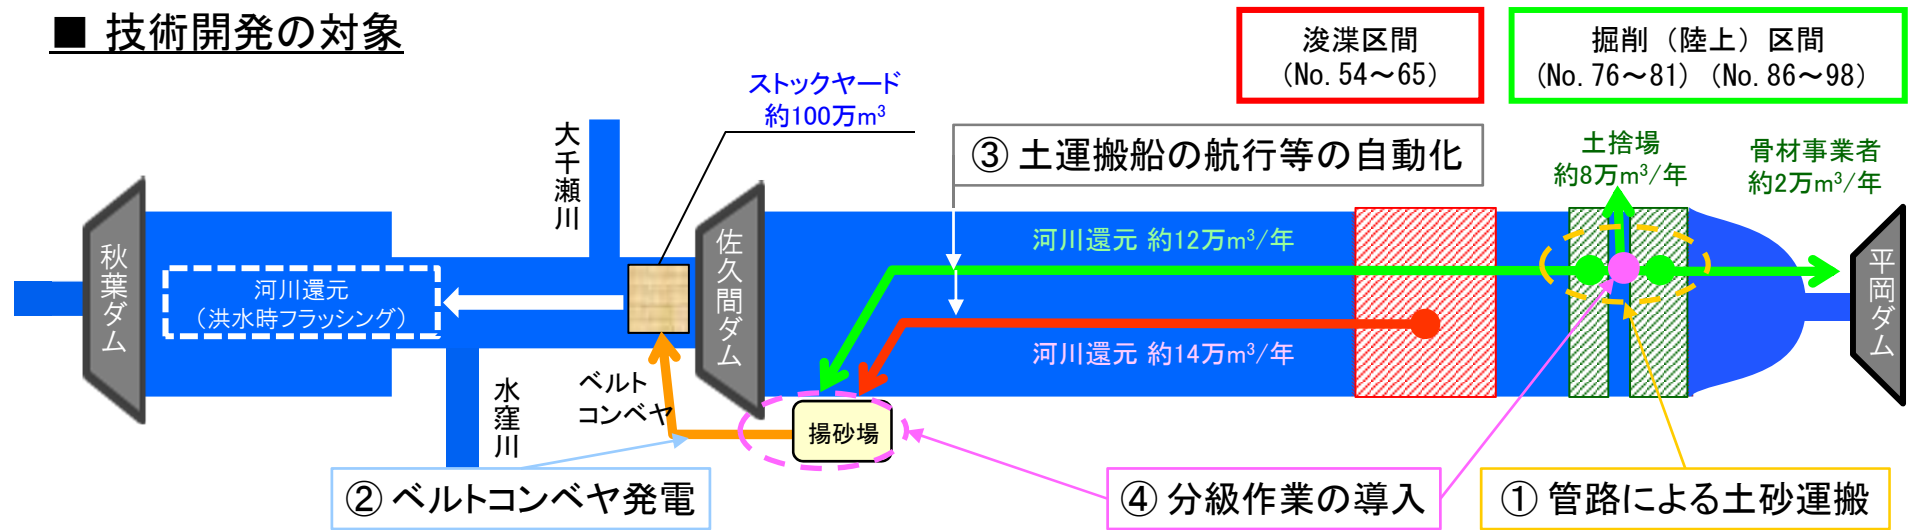 ■ 技術開発の対象
浚渫区間
(No.54～65)
掘削（陸上）区間
(No.76～81) (No.86～98)
ストックヤード
約100万m³
大千瀬川
③ 土運搬船の航行等の自動化
土捨場
約8万m³/年
骨材事業者
約2万m³/年
秋葉ダム
河川還元
（洪水時フラッシング）
佐久間ダム
河川還元 約12万m³/年
河川還元 約14万m³/年
平岡ダム
水窪川
ベルト
コンベヤ
揚砂場
② ベルトコンベヤ発電
④ 分級作業の導入
① 管路による土砂運搬